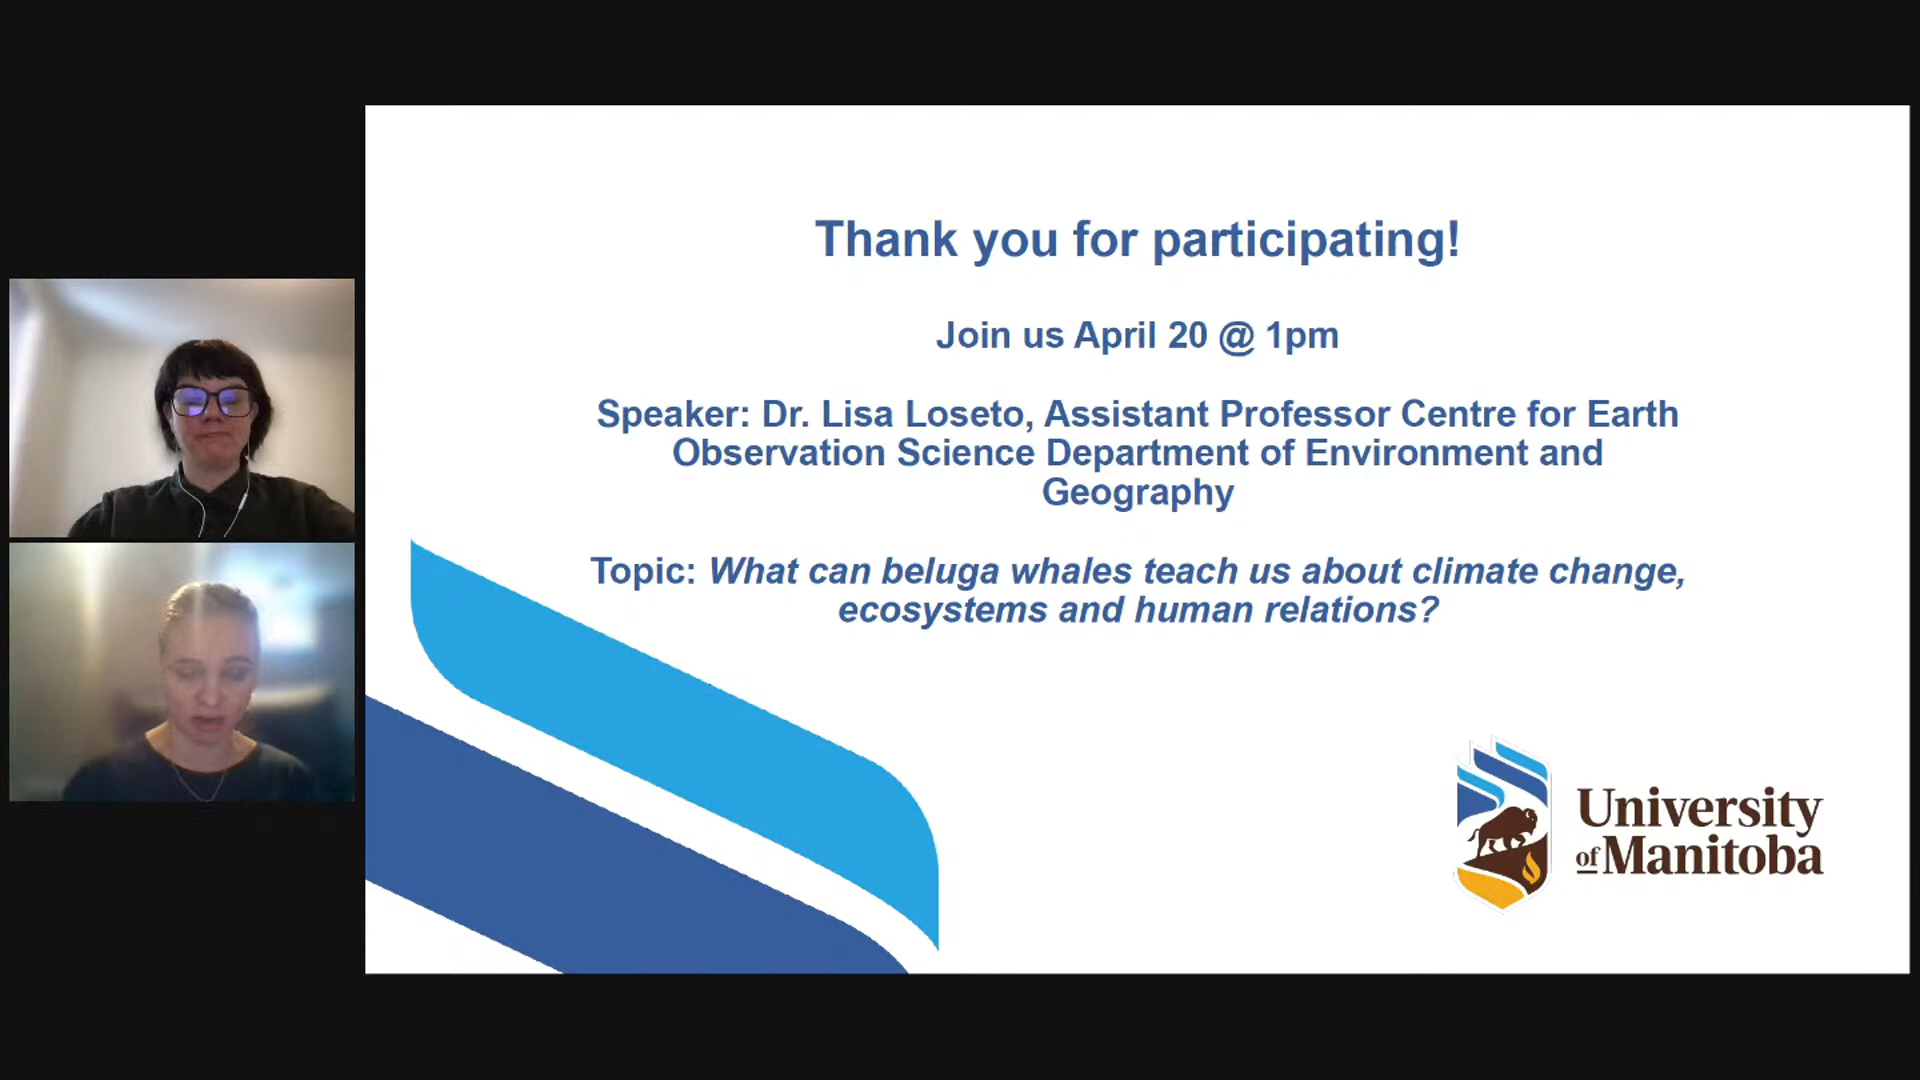 Thank you for participating!
Join us April 20 @ 1pm
Speaker: Dr. Lisa Loseto, Assistant Professor Centre for Earth
Observation Science Department of Environment and
Geography
Topic: What can beluga whales teach us about climate change,
ecosystems and human relations?
University
of Manitoba